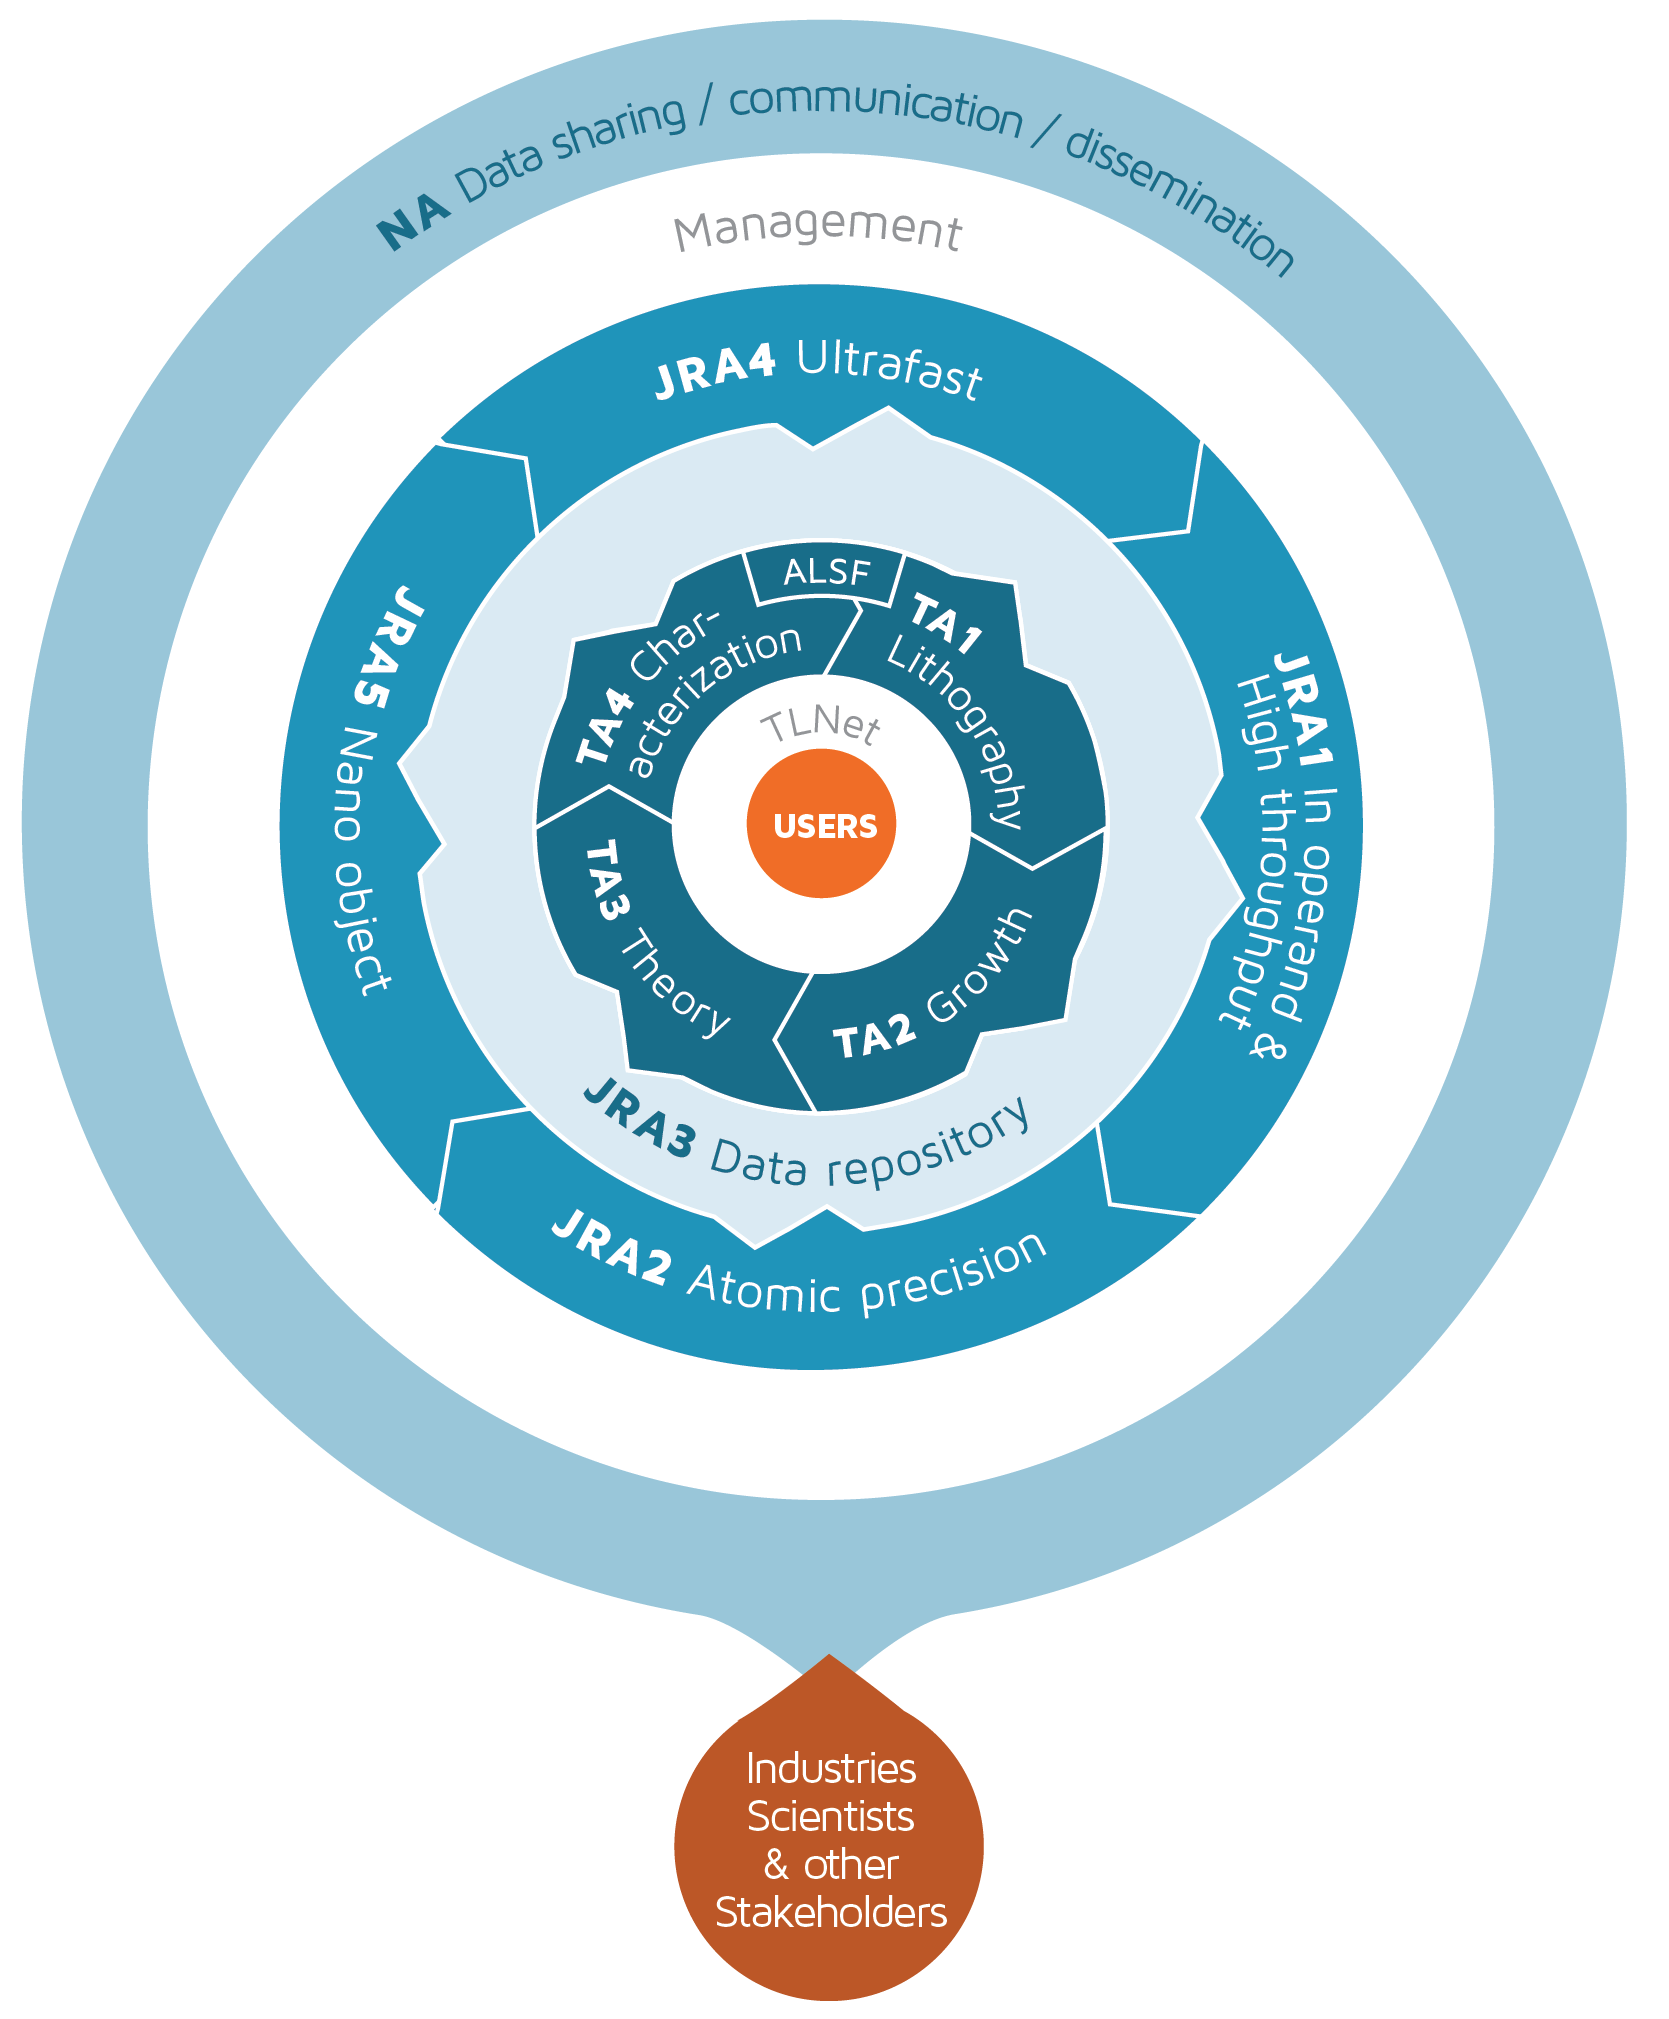 NA Data sharing / communication / dissemination
Management
JRA4 Ultrafast
JRA5 Nano object
JRA1 In operand &
High throughput
ALSF
TA1
Lithography
TA4 Char-
acterization
TLNet
USERS
TA3 Theory
TA2 Growth
JRA3 Data repository
JRA2 Atomic precision
Industries
Scientists
& other
Stakeholders